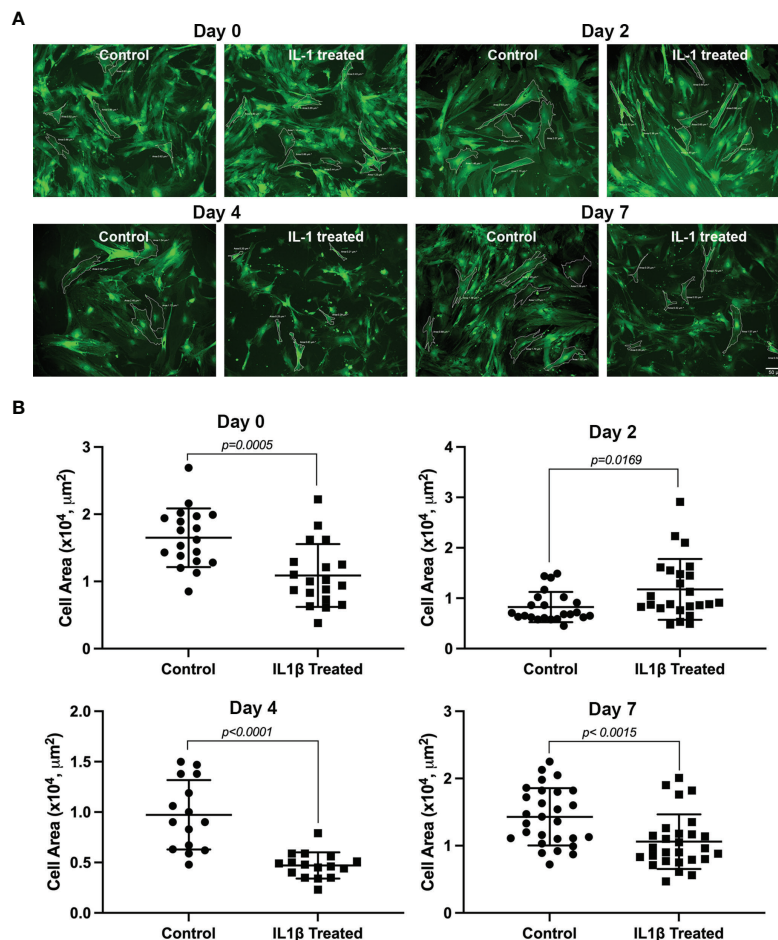 A
Day 0
Day 2
Control
IL-1 treated
Control
IL-1 treated
Day 4
Day 7
Control
IL-1 treated
Control
IL-1 treated
B
Day 0
Cell Area (x10⁴, µm²)
3
2
1
0
p=0.0005
Control
IL1β Treated
Day 2
Cell Area (x10⁴, µm²)
4
3
2
1
0
p=0.0169
Control
IL1β Treated
Day 4
Cell Area (x10⁴, µm²)
2.0
1.5
1.0
0.5
0.0
p<0.0001
Control
IL1β Treated
Day 7
Cell Area (x10⁴, µm²)
3
2
1
0
p< 0.0015
Control
IL1β Treated